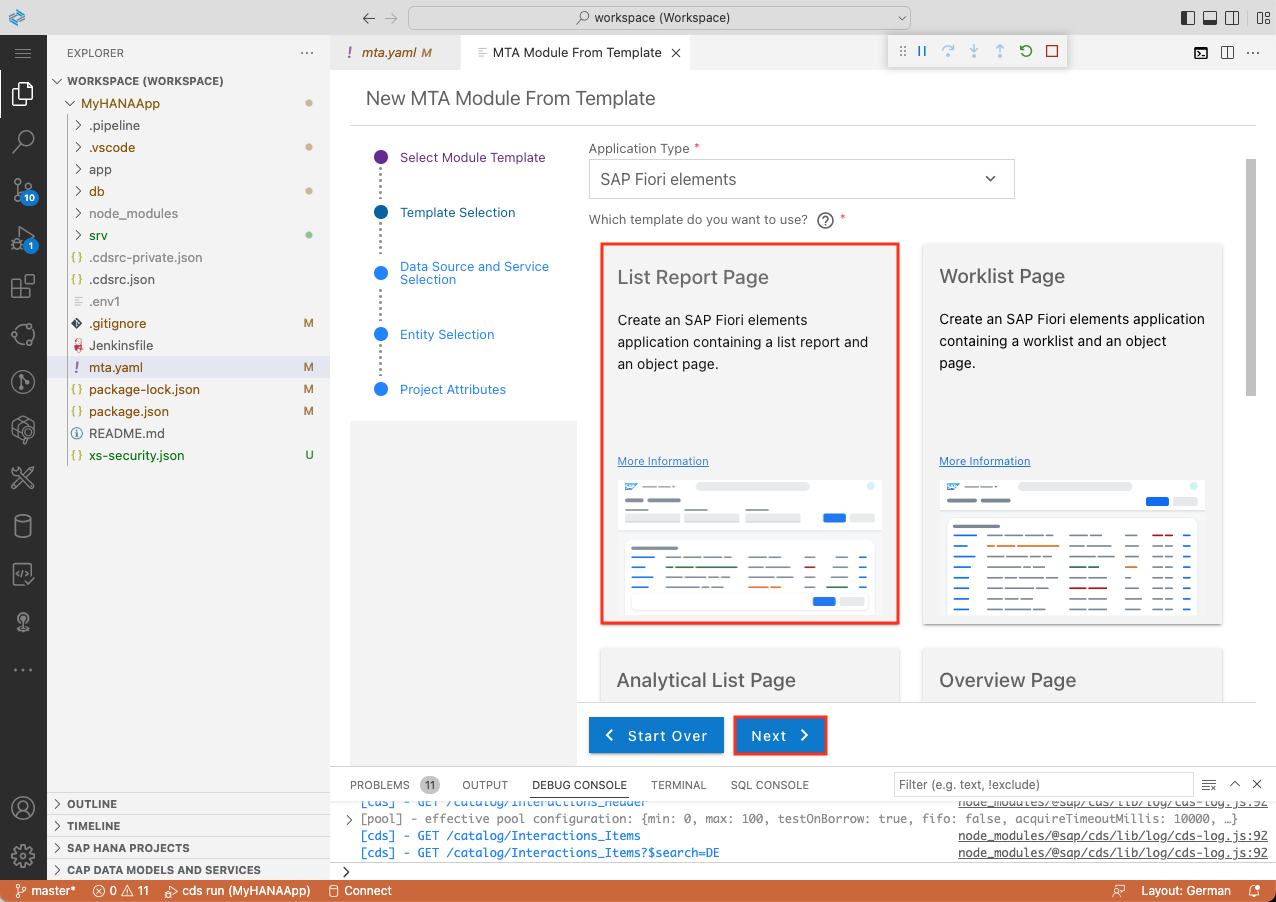 workspace (Workspace)
EXPLORER
WORKSPACE (WORKSPACE)
MyHANAApp
.pipeline
.vscode
app
db
node_modules
srv
{} .cdsrc-private.json
{} .cdsrc.json
.env1
.gitignore M
Jenkinsfile
! mta.yaml M
{} package-lock.json M
{} package.json M
README.md
{} xs-security.json U
OUTLINE
TIMELINE
SAP HANA PROJECTS
CAP DATA MODELS AND SERVICES
10
1
! mta.yaml M
MTA Module From Template
New MTA Module From Template
Select Module Template
Template Selection
Data Source and Service
Selection
Entity Selection
Project Attributes
Application Type *
SAP Fiori elements
Which template do you want to use? ? *
List Report Page
Create an SAP Fiori elements
application containing a list report and
an object page.
More Information
SAP
Worklist Page
Create an SAP Fiori elements application
containing a worklist and an object
page.
More Information
SAP
Analytical List Page
Overview Page
Start Over
Next
PROBLEMS 11 OUTPUT DEBUG CONSOLE TERMINAL SQL CONSOLE
Filter (e.g. text, !exclude)
[cds] - GET /catalog/Interactions_Header node_modules/@sap/cds/lib/log/cds-log.js:92
[pool] - effective pool configuration: {min: 0, max: 100, testOnBorrow: true, fifo: false, acquireTimeoutMillis: 10000, …}
[cds] - GET /catalog/Interactions_Items node_modules/@sap/cds/lib/log/cds-log.js:92
[cds] - GET /catalog/Interactions_Items?$search=DE node_modules/@sap/cds/lib/log/cds-log.js:92
master* 0 11 cds run (MyHANAApp) Connect Layout: German